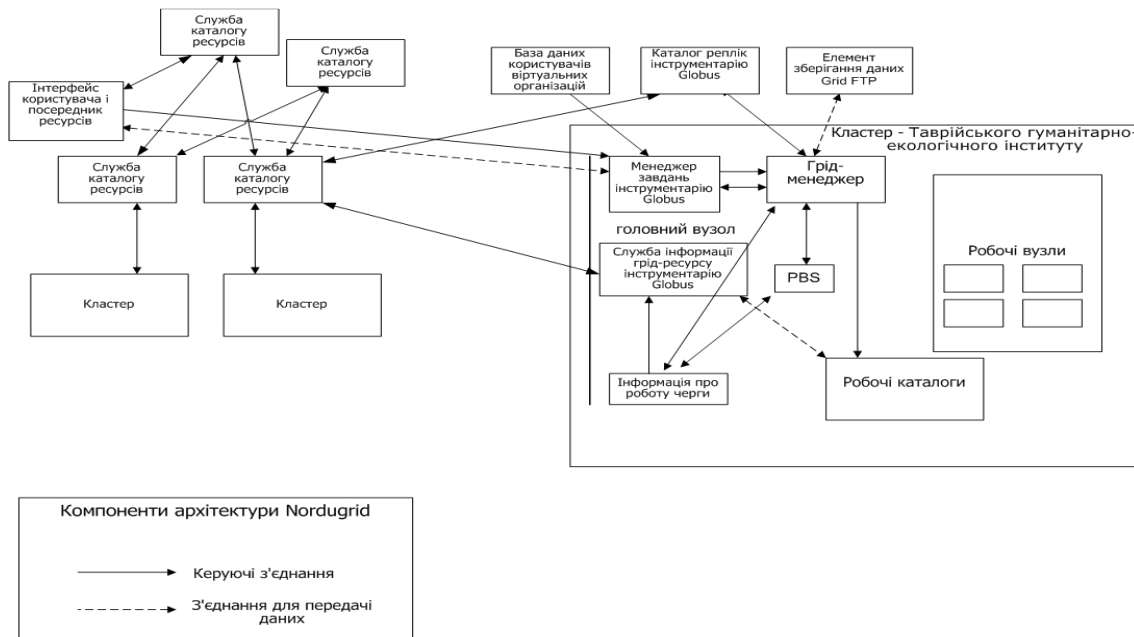 Служба
каталогу
ресурсів
Служба
каталогу
ресурсів
База даних
користувачів
віртуальних
організацій
Каталог реплік
інструментарію
Globus
Елемент
зберігання даних
Grid FTP
Інтерфейс
користувача і
посередник
ресурсів
Кластер - Таврійського гуманітарно-
екологічного інституту
Служба
каталогу
ресурсів
Служба
каталогу
ресурсів
Менеджер
завдань
інструментарію
Globus
Грід-
менеджер
головний вузол
Служба інформації
грід-ресурсу
інструментарію
Globus
PBS
Робочі вузли
Кластер
Кластер
Інформація про
роботу черги
Робочі каталоги
Компоненти архітектури Nordugrid
Керуючі з'єднання
З'єднання для передачі
даних